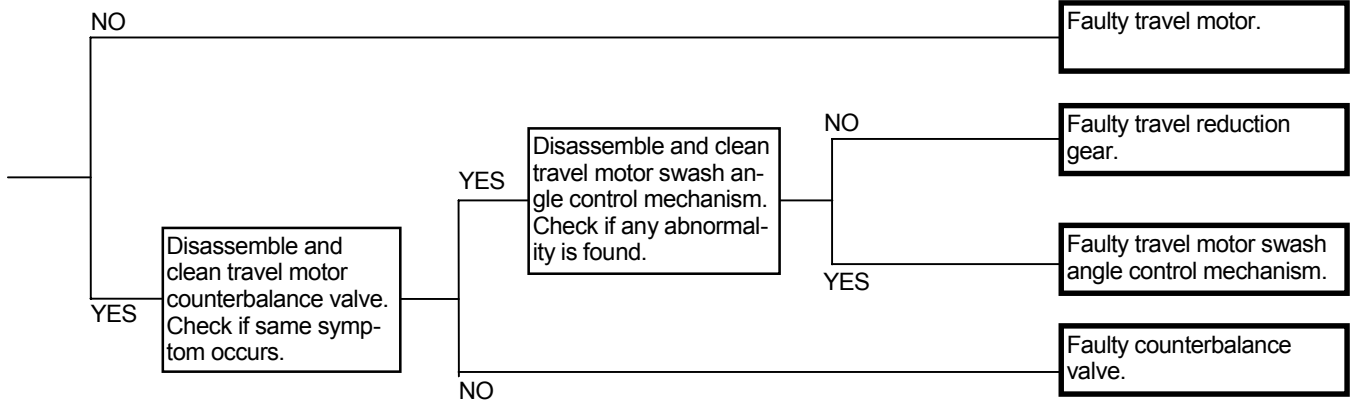 NO
Faulty travel motor.
NO
Faulty travel reduction
gear.
Disassemble and clean
travel motor swash an-
gle control mechanism.
Check if any abnormal-
ity is found.
YES
Disassemble and
clean travel motor
counterbalance valve.
Check if same symp-
tom occurs.
Faulty travel motor swash
angle control mechanism.
YES
YES
Faulty counterbalance
valve.
NO